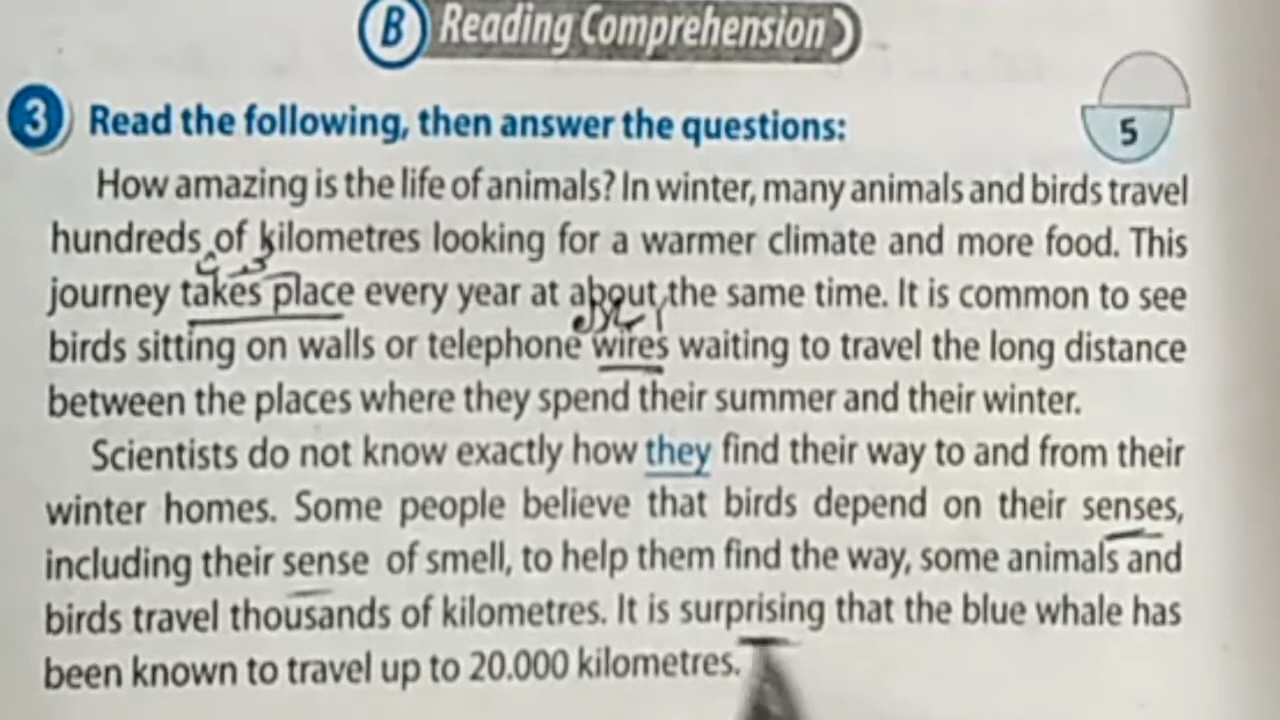 B Reading Comprehension
3 Read the following, then answer the questions:
5
How amazing is the life of animals? In winter, many animals and birds travel
hundreds of kilometres looking for a warmer climate and more food. This
journey takes place every year at about the same time. It is common to see
birds sitting on walls or telephone wires waiting to travel the long distance
between the places where they spend their summer and their winter.
Scientists do not know exactly how they find their way to and from their
winter homes. Some people believe that birds depend on their senses,
including their sense of smell, to help them find the way, some animals and
birds travel thousands of kilometres. It is surprising that the blue whale has
been known to travel up to 20.000 kilometres.